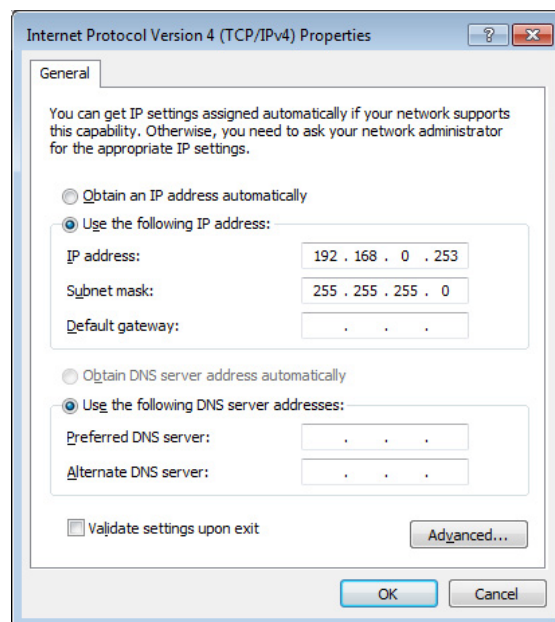 Internet Protocol Version 4 (TCP/IPv4) Properties
General
You can get IP settings assigned automatically if your network supports
this capability. Otherwise, you need to ask your network administrator
for the appropriate IP settings.
Obtain an IP address automatically
Use the following IP address:
IP address: 192 . 168 . 0 . 253
Subnet mask: 255 . 255 . 255 . 0
Default gateway: . . .
Obtain DNS server address automatically
Use the following DNS server addresses:
Preferred DNS server: . . .
Alternate DNS server: . . .
Validate settings upon exit
Advanced...
OK Cancel